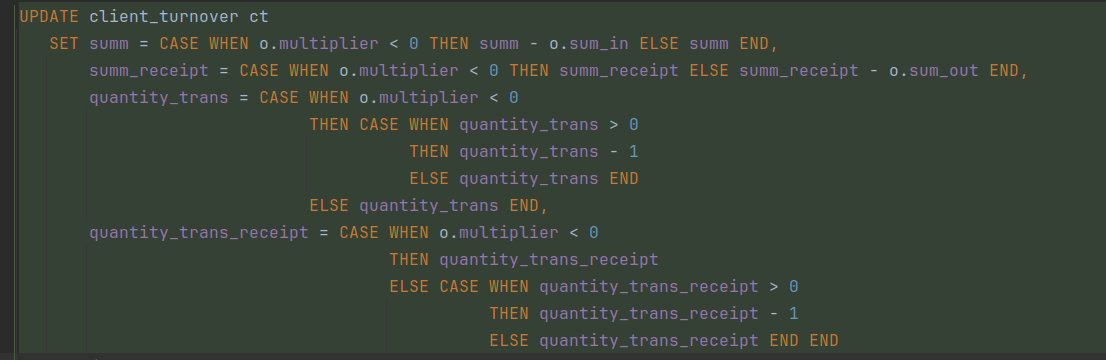 UPDATE client_turnover ct
SET summ = CASE WHEN o.multiplier < 0 THEN summ - o.sum_in ELSE summ END,
summ_receipt = CASE WHEN o.multiplier < 0 THEN summ_receipt ELSE summ_receipt - o.sum_out END,
quantity_trans = CASE WHEN o.multiplier < 0
THEN CASE WHEN quantity_trans > 0
THEN quantity_trans - 1
ELSE quantity_trans END
ELSE quantity_trans END,
quantity_trans_receipt = CASE WHEN o.multiplier < 0
THEN quantity_trans_receipt
ELSE CASE WHEN quantity_trans_receipt > 0
THEN quantity_trans_receipt - 1
ELSE quantity_trans_receipt END END